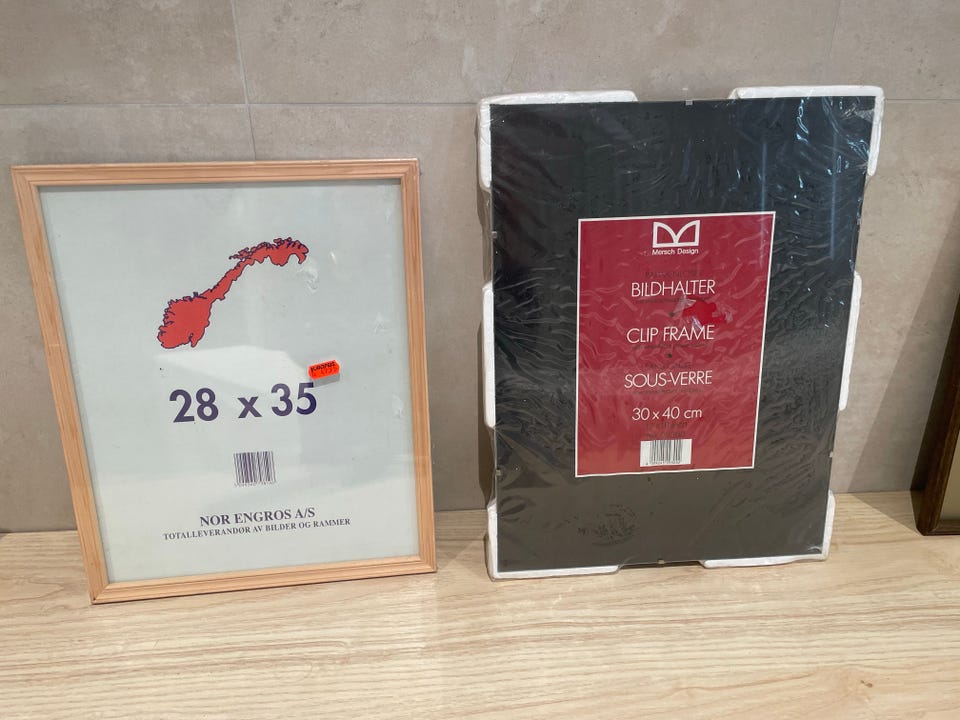 28 x 35
NOR ENGROS A/S
TOTALLEVERANDØR AV BILDER OG RAMMER
Mersch Design
BILDHALTER
CLIP FRAME
SOUS-VERRE
30 x 40 cm